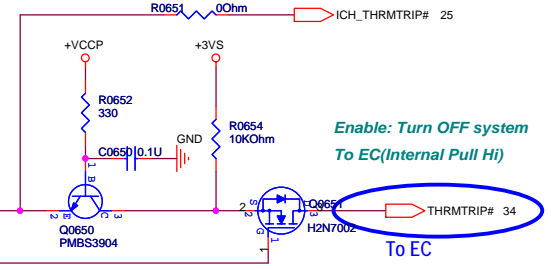 R0651 0Ohm
ICH_THRMTRIP# 25
+VCCP
+3VS
R0652
330
R0654
10KOhm
GND
C0650 0.1U
Enable: Turn OFF system
To EC(Internal Pull Hi)
1
B
2 E C 3
2 2 S D 3
Q0651
THRMTRIP# 34
G
1 1
H2N7002
Q0650
PMBS3904
To EC